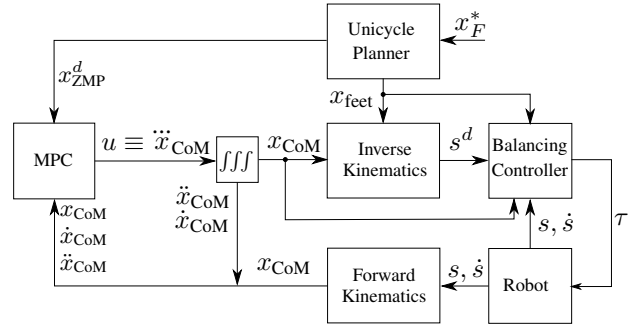 Unicycle
Planner
x*_F
x^d_ZMP
x_feet
MPC
u ≡ x⃛_CoM
∫∫∫
x_CoM
Inverse
Kinematics
s^d
Balancing
Controller
ẍ_CoM
ẋ_CoM
x_CoM
ẋ_CoM
ẍ_CoM
x_CoM
Forward
Kinematics
s, ṡ
s, ṡ
Robot
τ